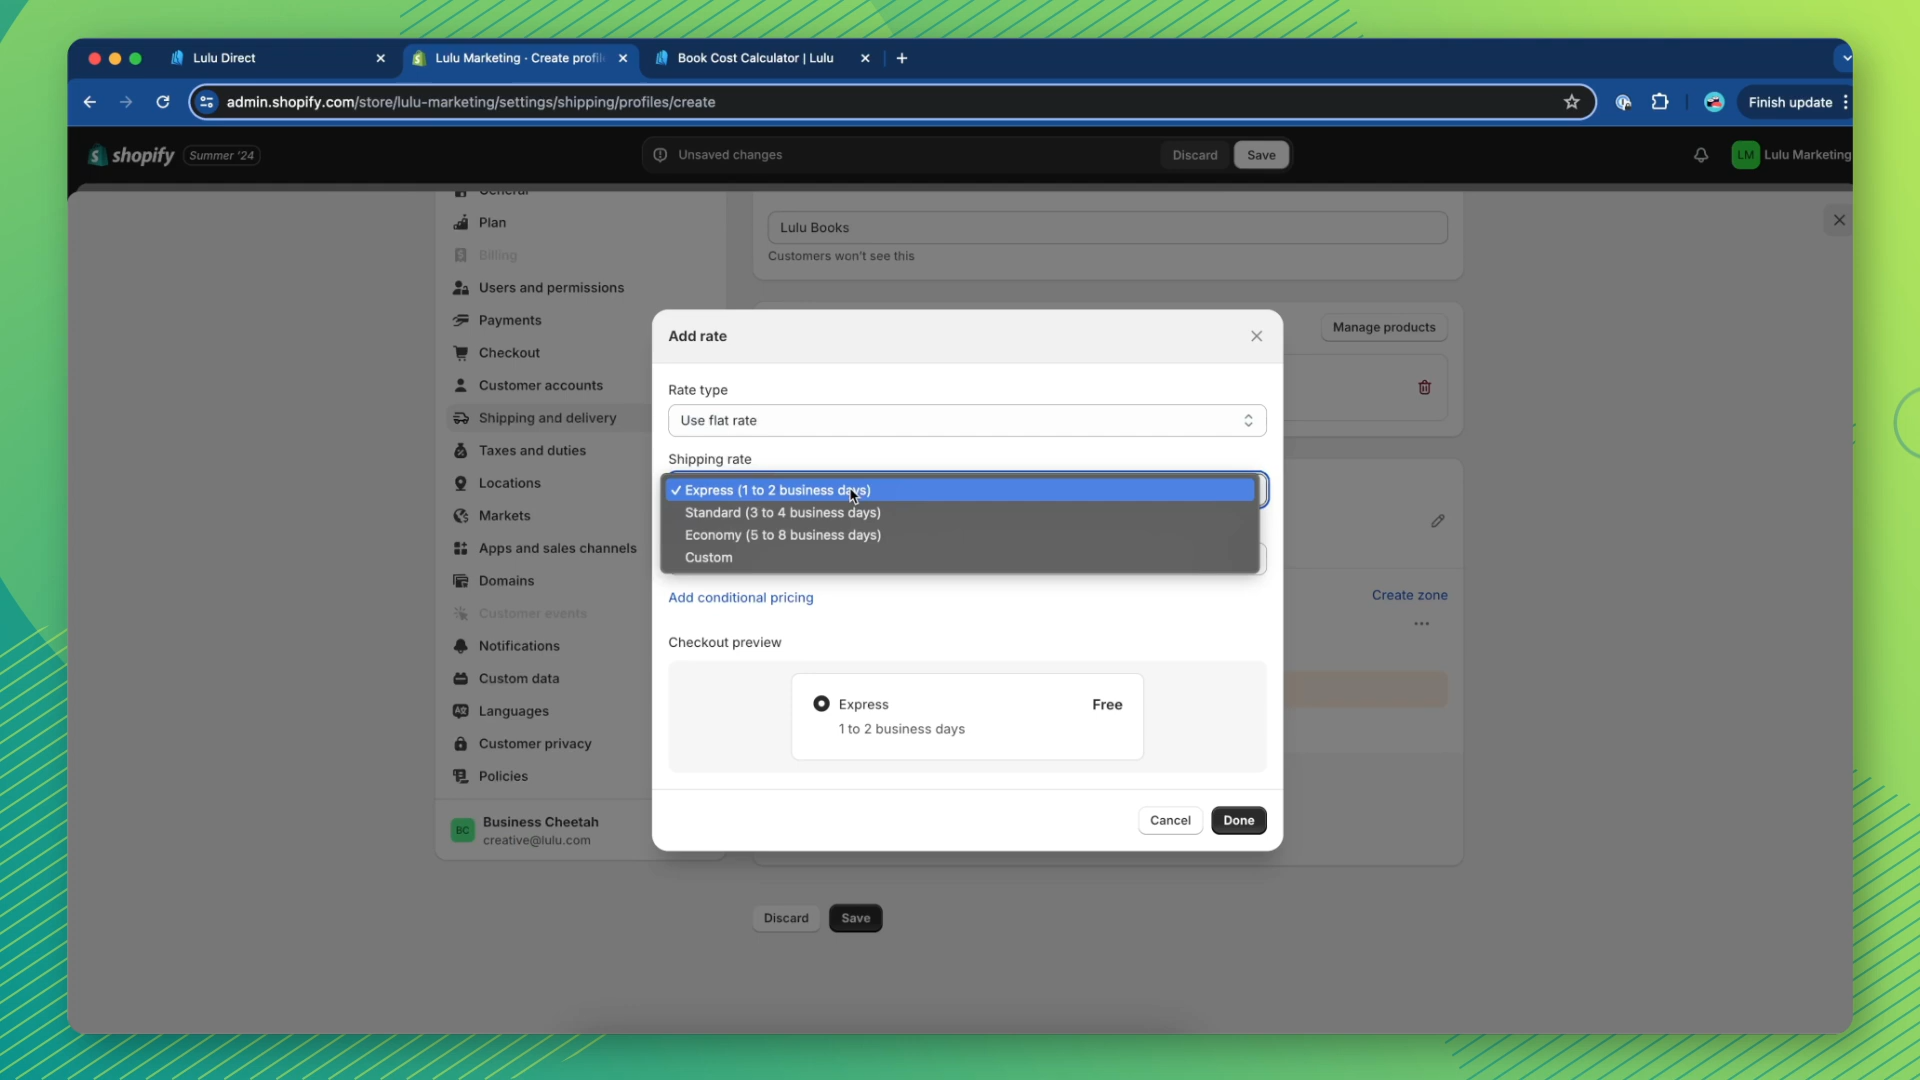 Lulu Direct
Lulu Marketing · Create profil
Book Cost Calculator | Lulu
admin.shopify.com/store/lulu-marketing/settings/shipping/profiles/create
Finish update
shopify
Summer '24
Unsaved changes
Discard
Save
LM
Lulu Marketing
General
Plan
Billing
Users and permissions
Payments
Checkout
Customer accounts
Shipping and delivery
Taxes and duties
Locations
Markets
Apps and sales channels
Domains
Customer events
Notifications
Custom data
Languages
Customer privacy
Policies
BC
Business Cheetah
creative@lulu.com
Lulu Books
Customers won't see this
Manage products
Create zone
Add rate
Rate type
Use flat rate
Shipping rate
✓ Express (1 to 2 business days)
Standard (3 to 4 business days)
Economy (5 to 8 business days)
Custom
Add conditional pricing
Checkout preview
Express
Free
1 to 2 business days
Cancel
Done
Discard
Save